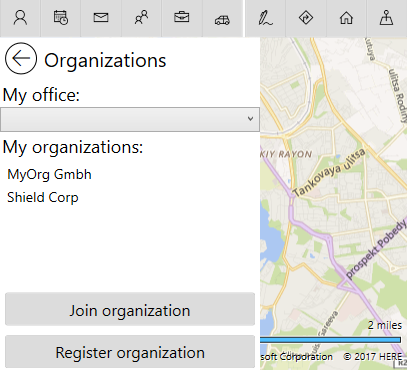 Organizations
My office:
My organizations:
MyOrg Gmbh
Shield Corp
Join organization
Register organization
Kutuya
ulitsa Rodiny
KIY RAYON
Tankovaya ulitsa
prospekt Pobedy
2 miles
soft Corporation © 2017 HERE